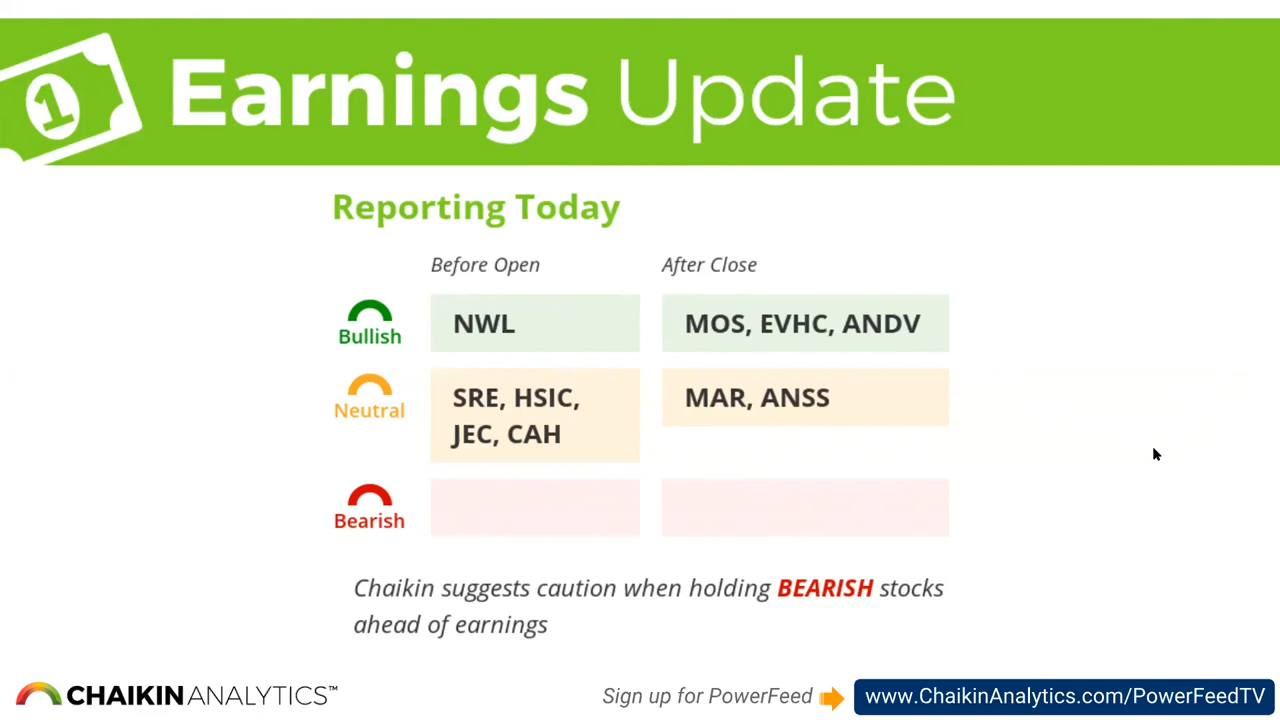 1
Earnings Update
Reporting Today
Before Open After Close
Bullish NWL MOS, EVHC, ANDV
Neutral SRE, HSIC, JEC, CAH MAR, ANSS
Bearish
Chaikin suggests caution when holding BEARISH stocks
ahead of earnings
CHAIKIN ANALYTICS™ Sign up for PowerFeed www.ChaikinAnalytics.com/PowerFeedTV